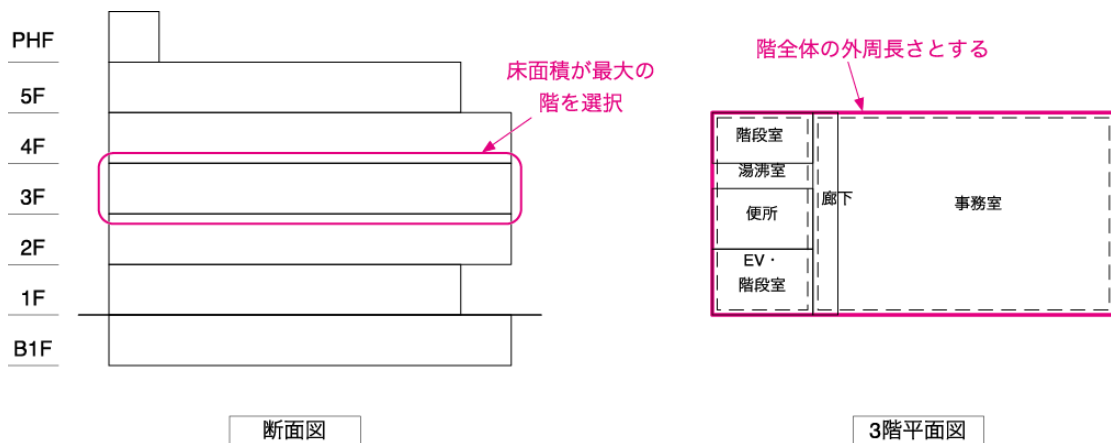 PHF
5F
4F
3F
2F
1F
B1F
床面積が最大の
階を選択
断面図
階全体の外周長さとする
階段室
湯沸室
便所
EV・
階段室
廊下
事務室
3階平面図